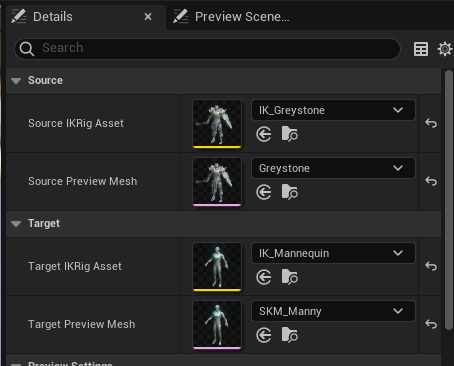 Details
Preview Scene...
Search
Source
Source IKRig Asset
IK_Greystone
Source Preview Mesh
Greystone
Target
Target IKRig Asset
IK_Mannequin
Target Preview Mesh
SKM_Manny
Preview Settings